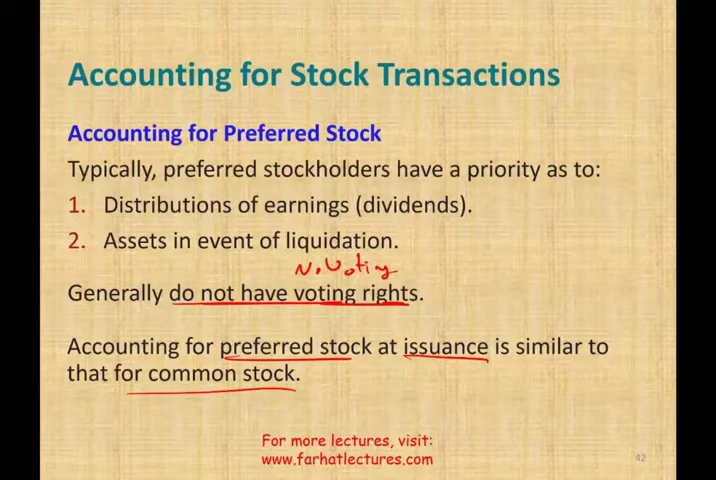 Accounting for Stock Transactions
Accounting for Preferred Stock
Typically, preferred stockholders have a priority as to:
1. Distributions of earnings (dividends).
2. Assets in event of liquidation.
No Voting
Generally do not have voting rights.
Accounting for preferred stock at issuance is similar to
that for common stock.
For more lectures, visit:
www.farhatlectures.com
42